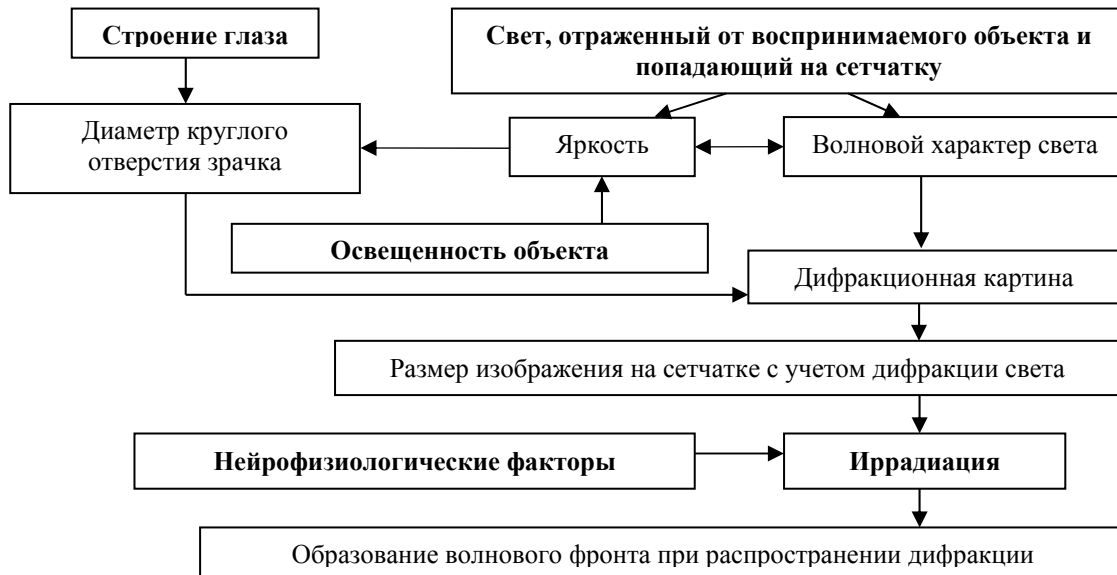 Строение глаза
Свет, отраженный от воспринимаемого объекта и
попадающий на сетчатку
Диаметр круглого
отверстия зрачка
Яркость
Волновой характер света
Освещенность объекта
Дифракционная картина
Размер изображения на сетчатке с учетом дифракции света
Нейрофизиологические факторы
Иррадиация
Образование волнового фронта при распространении дифракции